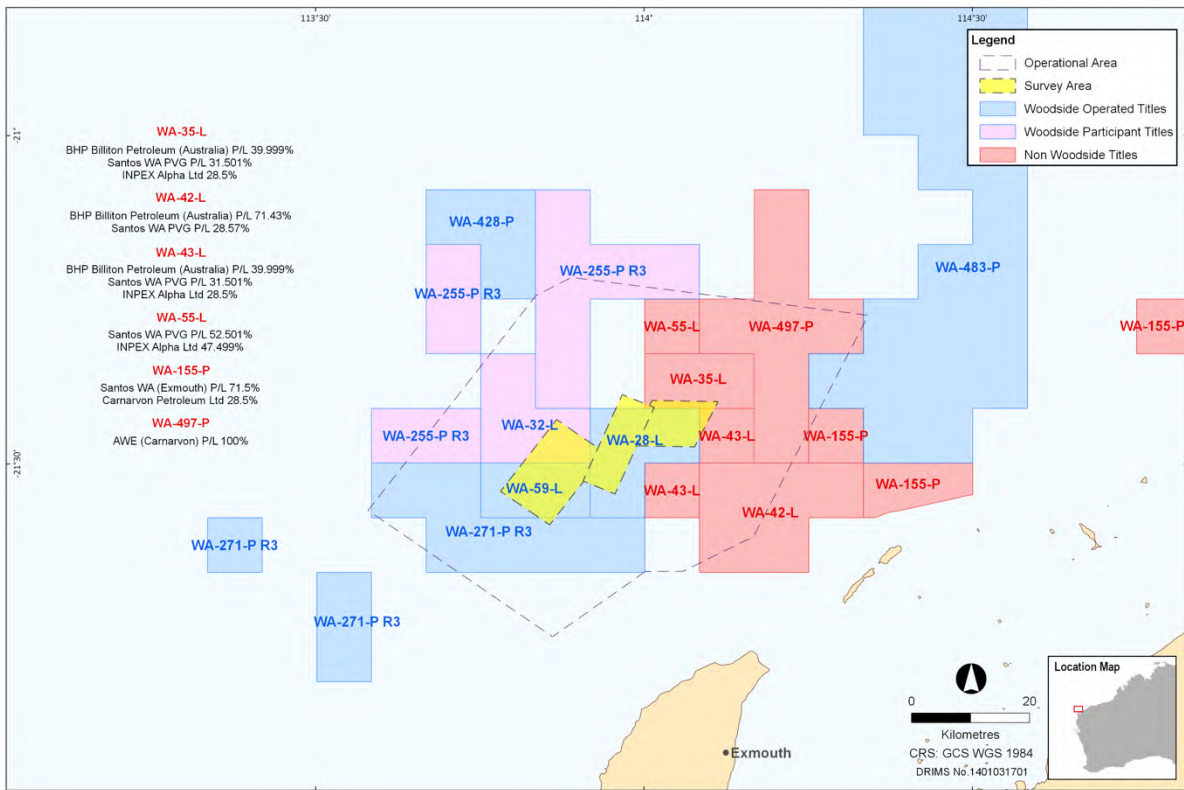 113°30'
114°
114°30'
-21°
-21°30'
Legend
Operational Area
Survey Area
Woodside Operated Titles
Woodside Participant Titles
Non Woodside Titles
WA-35-L
BHP Billiton Petroleum (Australia) P/L 39.999%
Santos WA PVG P/L 31.501%
INPEX Alpha Ltd 28.5%
WA-42-L
BHP Billiton Petroleum (Australia) P/L 71.43%
Santos WA PVG P/L 28.57%
WA-43-L
BHP Billiton Petroleum (Australia) P/L 39.999%
Santos WA PVG P/L 31.501%
INPEX Alpha Ltd 28.5%
WA-55-L
Santos WA PVG P/L 52.501%
INPEX Alpha Ltd 47.499%
WA-155-P
Santos WA (Exmouth) P/L 71.5%
Carnarvon Petroleum Ltd 28.5%
WA-497-P
AWE (Carnarvon) P/L 100%
WA-428-P
WA-255-P R3
WA-255-P R3
WA-483-P
WA-55-L
WA-497-P
WA-155-P
WA-35-L
WA-255-P R3
WA-32-L
WA-28-L
WA-43-L
WA-155-P
WA-59-L
WA-43-L
WA-155-P
WA-42-L
WA-271-P R3
WA-271-P R3
WA-271-P R3
Exmouth
0
20
Kilometres
CRS: GCS WGS 1984
DRIMS No.1401031701
Location Map